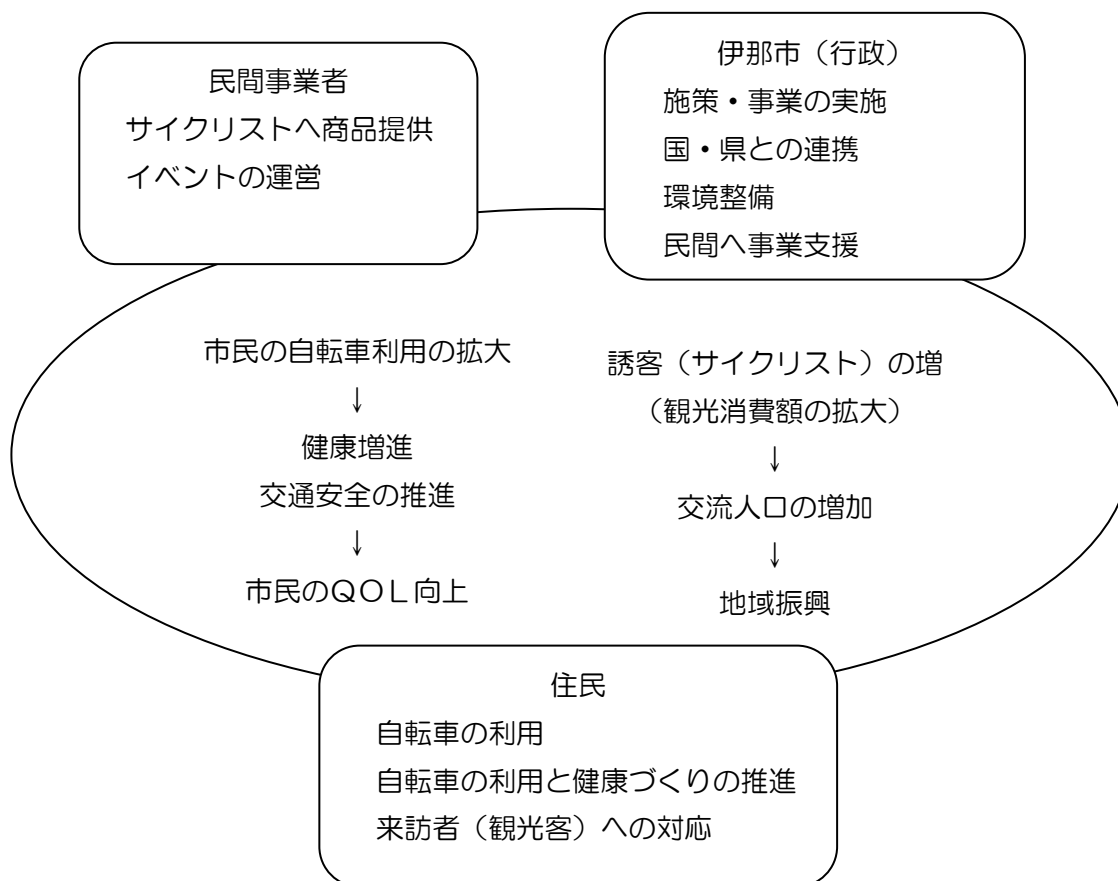 民間事業者
サイクリストへ商品提供
イベントの運営
伊那市（行政）
施策・事業の実施
国・県との連携
環境整備
民間へ事業支援
市民の自転車利用の拡大
↓
健康増進
交通安全の推進
↓
市民のＱＯＬ向上
誘客（サイクリスト）の増
（観光消費額の拡大）
↓
交流人口の増加
↓
地域振興
住民
自転車の利用
自転車の利用と健康づくりの推進
来訪者（観光客）への対応